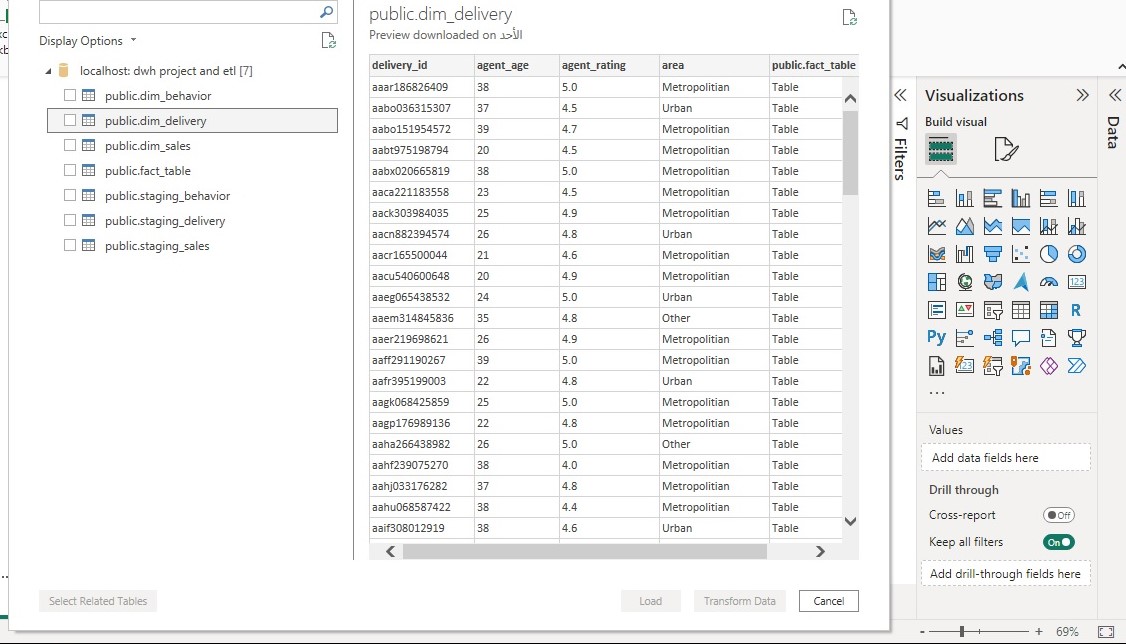 public.dim_delivery
Preview downloaded on الأحد
Display Options
localhost: dwh project and etl [7]
public.dim_behavior
public.dim_delivery
public.dim_sales
public.fact_table
public.staging_behavior
public.staging_delivery
public.staging_sales
delivery_id agent_age agent_rating area public.fact_table
aaar186826409 38 5.0 Metropolitian Table
aabo036315307 37 4.5 Urban Table
aabo151954572 39 4.7 Metropolitian Table
aabt975198794 20 4.5 Metropolitian Table
aabx020665819 38 5.0 Metropolitian Table
aaca221183558 23 4.5 Metropolitian Table
aack303984035 25 4.9 Metropolitian Table
aacn882394574 26 4.8 Urban Table
aacr165500044 21 4.6 Metropolitian Table
aacu540600648 20 4.9 Metropolitian Table
aaeg065438532 24 5.0 Urban Table
aaem314845836 35 4.8 Other Table
aaer219698621 26 4.9 Metropolitian Table
aaff291190267 39 5.0 Metropolitian Table
aafr395199003 22 4.8 Urban Table
aagk068425859 25 5.0 Metropolitian Table
aagp176989136 22 4.8 Metropolitian Table
aaha266438982 26 5.0 Other Table
aahf239075270 38 4.0 Metropolitian Table
aahj033176282 37 4.8 Metropolitian Table
aahu068587422 38 4.4 Metropolitian Table
aaif308012919 38 4.6 Urban Table
Select Related Tables
Load
Transform Data
Cancel
Filters
Visualizations
Build visual
123
R
Py
123
...
Values
Add data fields here
Drill through
Cross-report Off
Keep all filters On
Add drill-through fields here
Data
- + 69%